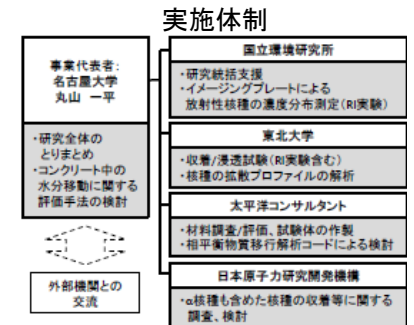 実施体制
事業代表者:
名古屋大学
丸山 一平
・研究全体の
とりまとめ
・コンクリート中の
水分移動に関する
評価手法の検討
外部機関との
交流
国立環境研究所
・研究統括支援
・イメージングプレートによる
放射性核種の濃度分布測定(RI実験)
東北大学
・収着/浸透試験(RI実験含む)
・核種の拡散プロファイルの解析
太平洋コンサルタント
・材料調査/評価、試験体の作製
・相平衡物質移行解析コードによる検討
日本原子力研究開発機構
・α核種も含めた核種の収着等に関する
調査、検討